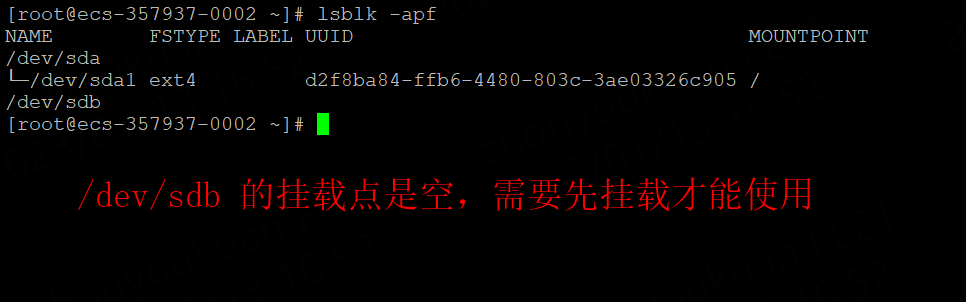 [root@ecs-357937-0002 ~]# lsblk -apf
NAME        FSTYPE LABEL UUID                                 MOUNTPOINT
/dev/sda
└─/dev/sda1 ext4         d2f8ba84-ffb6-4480-803c-3ae03326c905 /
/dev/sdb
[root@ecs-357937-0002 ~]#
/dev/sdb 的挂载点是空，需要先挂载才能使用